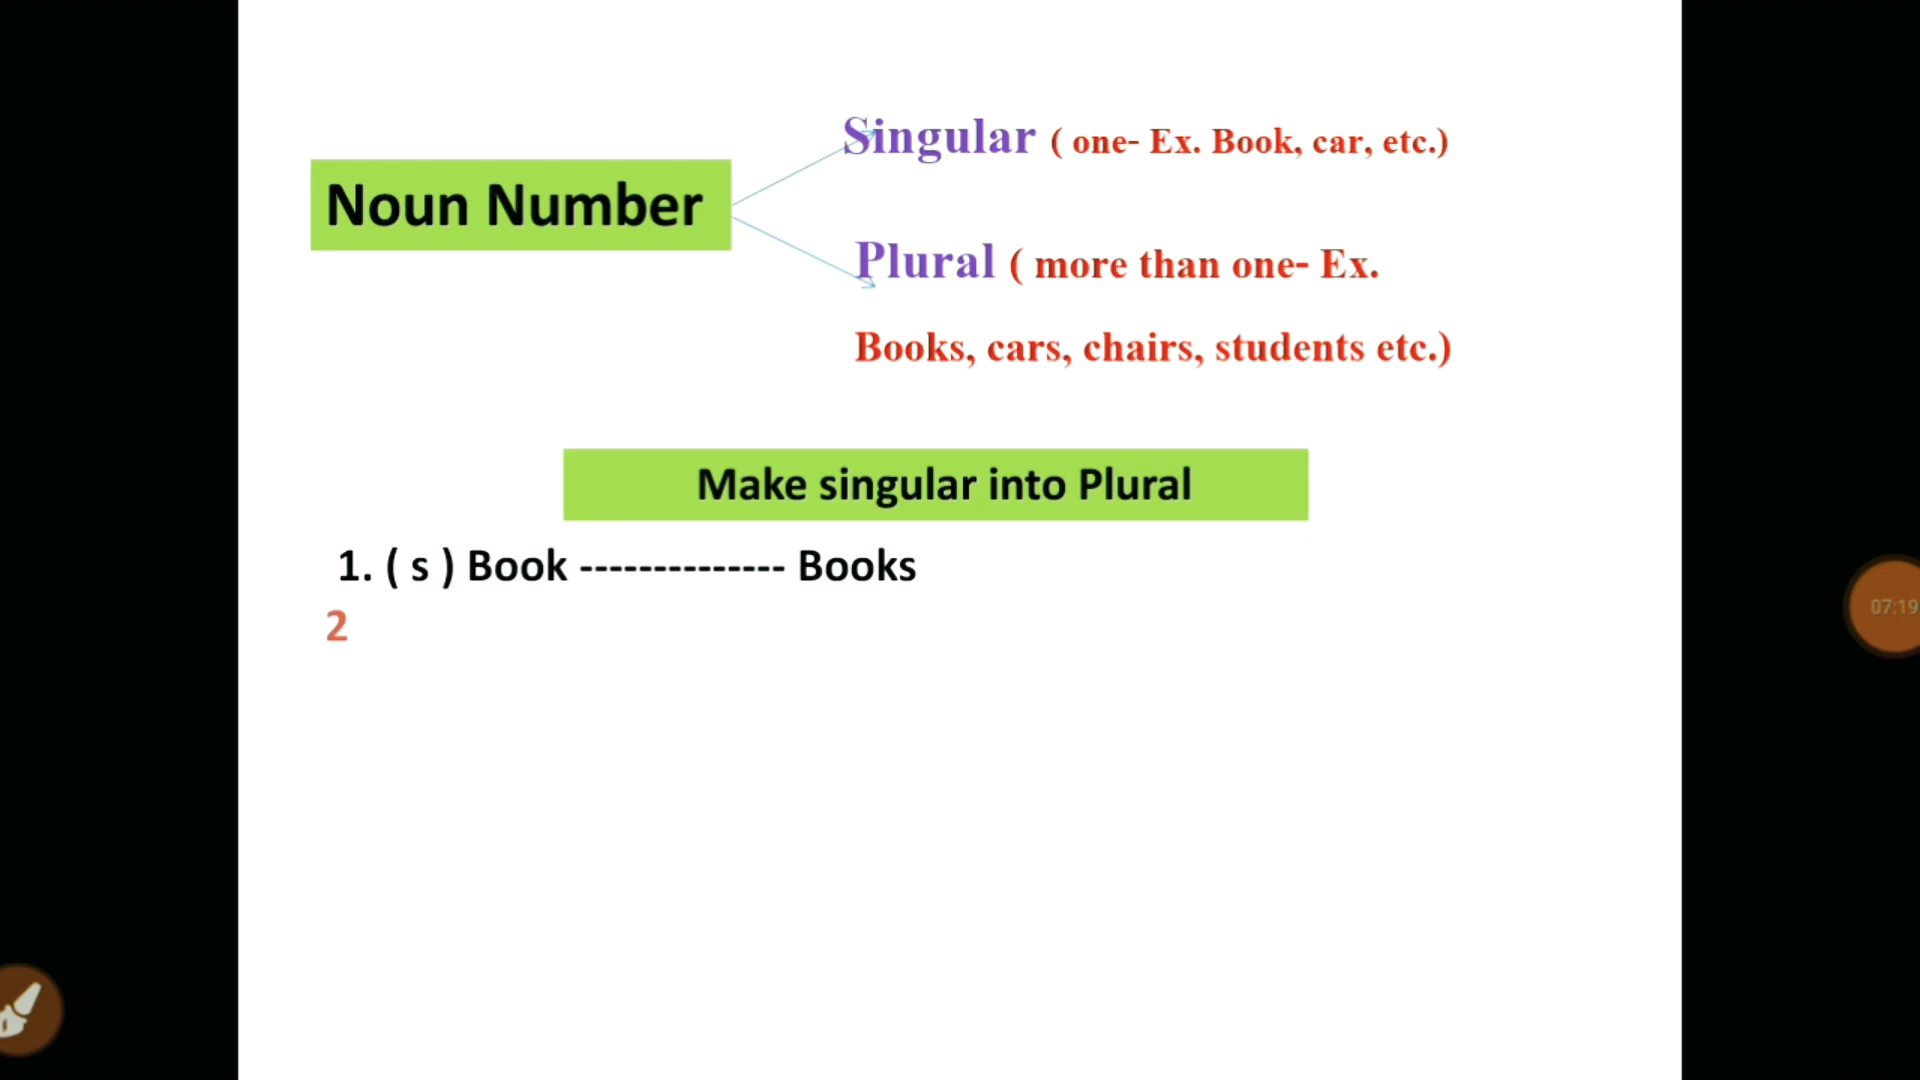 Singular ( one- Ex. Book, car, etc.)
Noun Number
Plural ( more than one- Ex.
Books, cars, chairs, students etc.)
Make singular into Plural
1. ( s ) Book -------------- Books
2
07:19